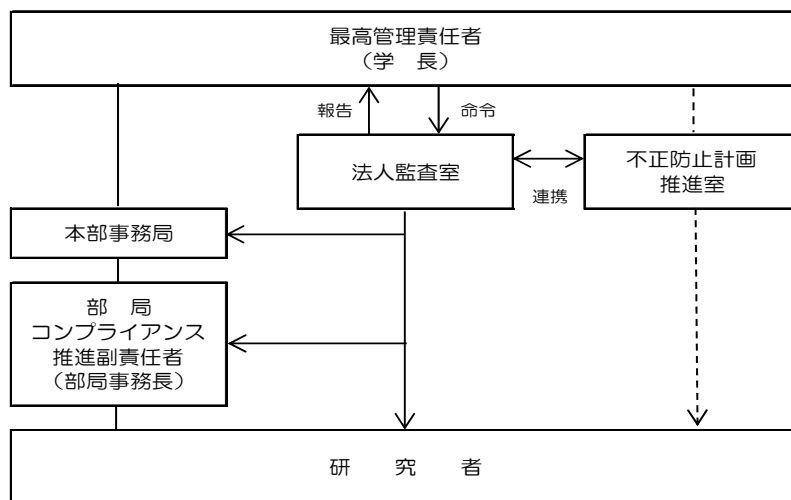 最高管理責任者
（学　長）
報告
命令
法人監査室
不正防止計画
推進室
連携
本部事務局
部　局
コンプライアンス
推進副責任者
（部局事務長）
研　究　者